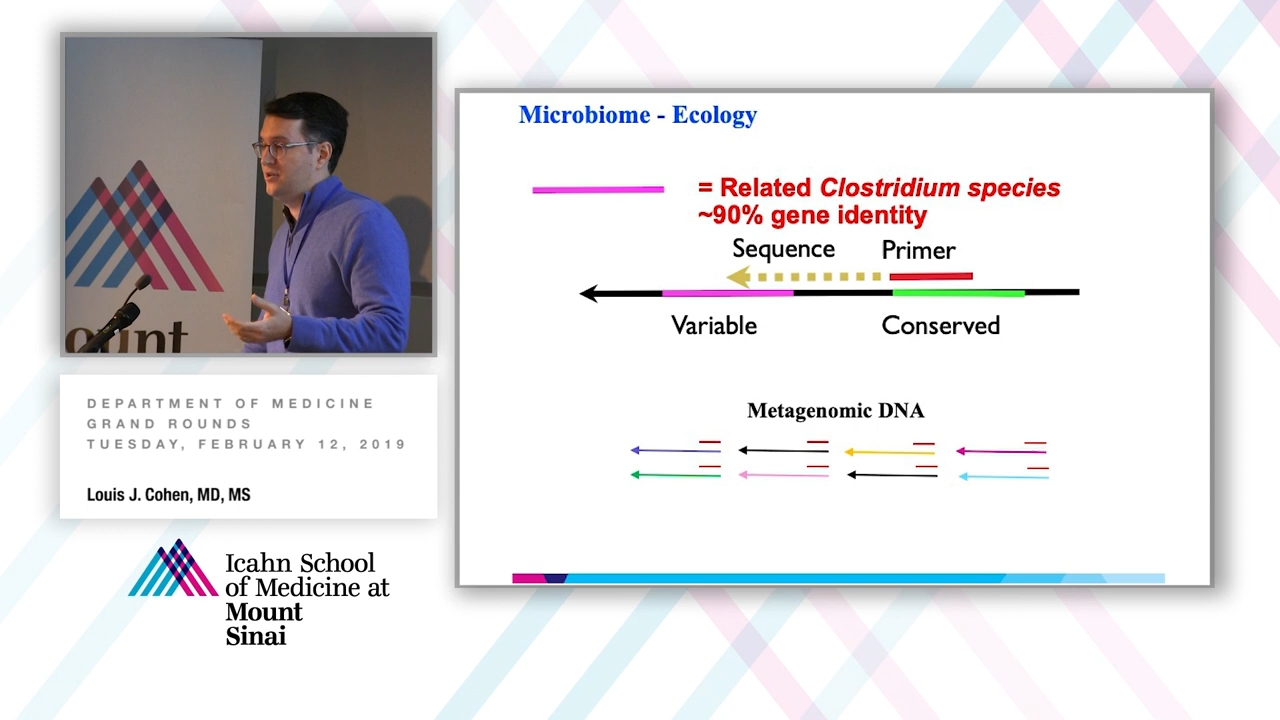 ount
DEPARTMENT OF MEDICINE
GRAND ROUNDS
TUESDAY, FEBRUARY 12, 2019
Louis J. Cohen, MD, MS
Icahn School
of Medicine at
Mount
Sinai
Microbiome - Ecology
= Related Clostridium species
~90% gene identity
Sequence Primer
Variable Conserved
Metagenomic DNA